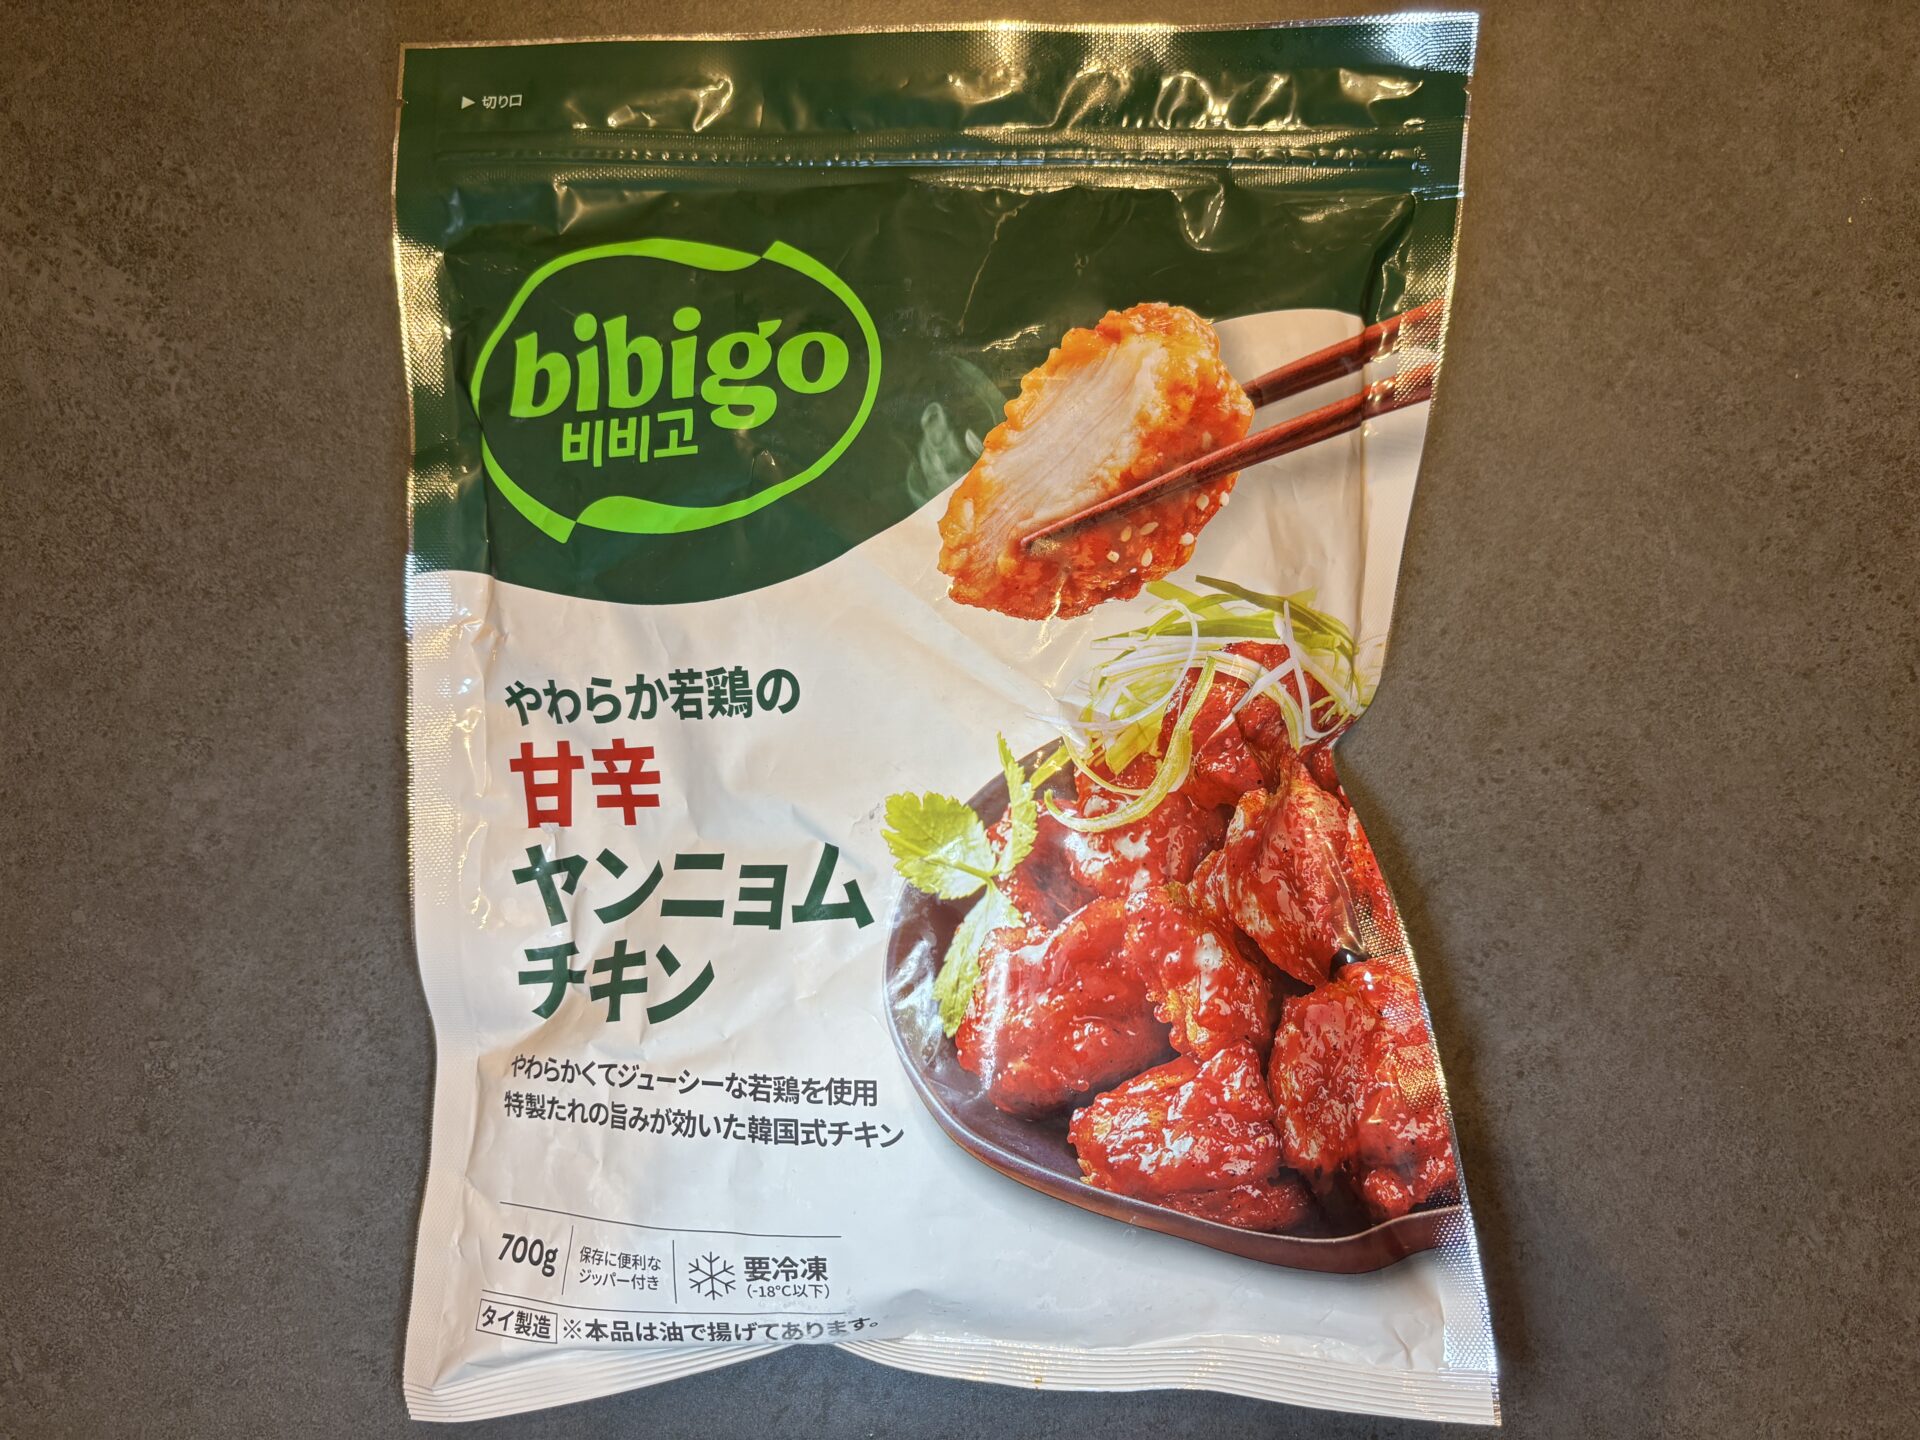 ▶ 切り口
bibigo
비비고
やわらか若鶏の
甘辛
ヤンニョム
チキン
やわらかくてジューシーな若鶏を使用
特製たれの旨みが効いた韓国式チキン
700g
保存に便利な
ジッパー付き
要冷凍
(-18℃以下)
タイ製造 ※本品は油で揚げてあります。